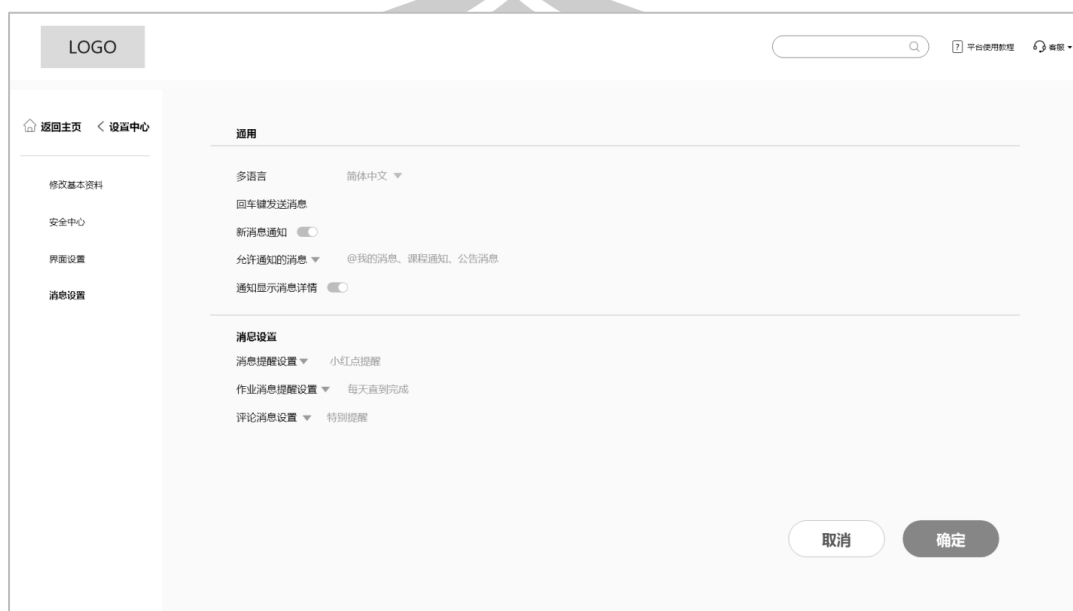 LOGO
? 平台使用教程 客服
返回主页 < 设置中心
修改基本资料
安全中心
界面设置
消息设置
通用
多语言 简体中文
回车键发送消息
新消息通知
允许通知的消息 @我的消息、课程通知、公告消息
通知显示消息详情
消息设置
消息提醒设置 小红点提醒
作业消息提醒设置 每天直到完成
评论消息设置 特别提醒
取消 确定